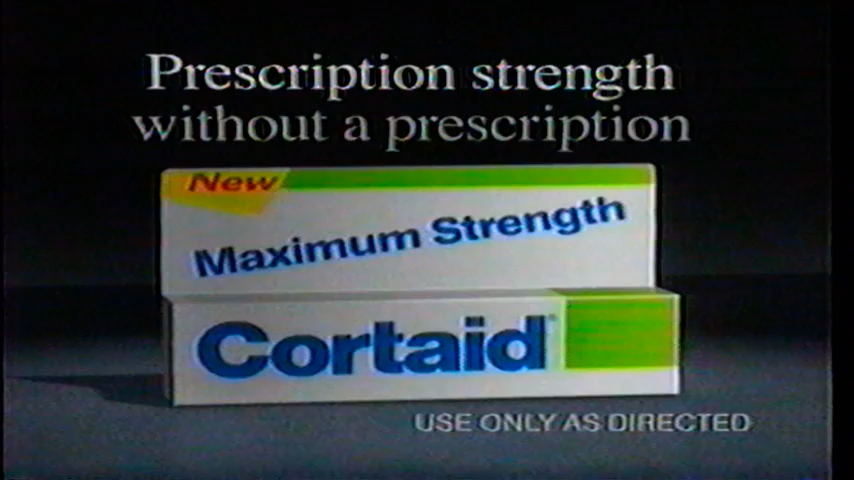 Prescription strength
without a prescription
New
Maximum Strength
Cortaid®
USE ONLY AS DIRECTED